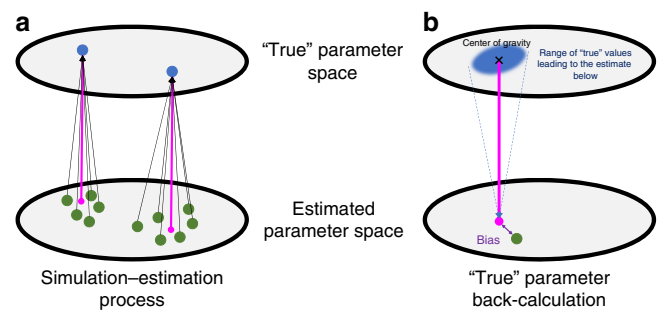 a
b
"True" parameter
space
Center of gravity
Range of "true" values
leading to the estimate
below
Estimated
parameter space
Bias
Simulation–estimation
process
"True" parameter
back-calculation